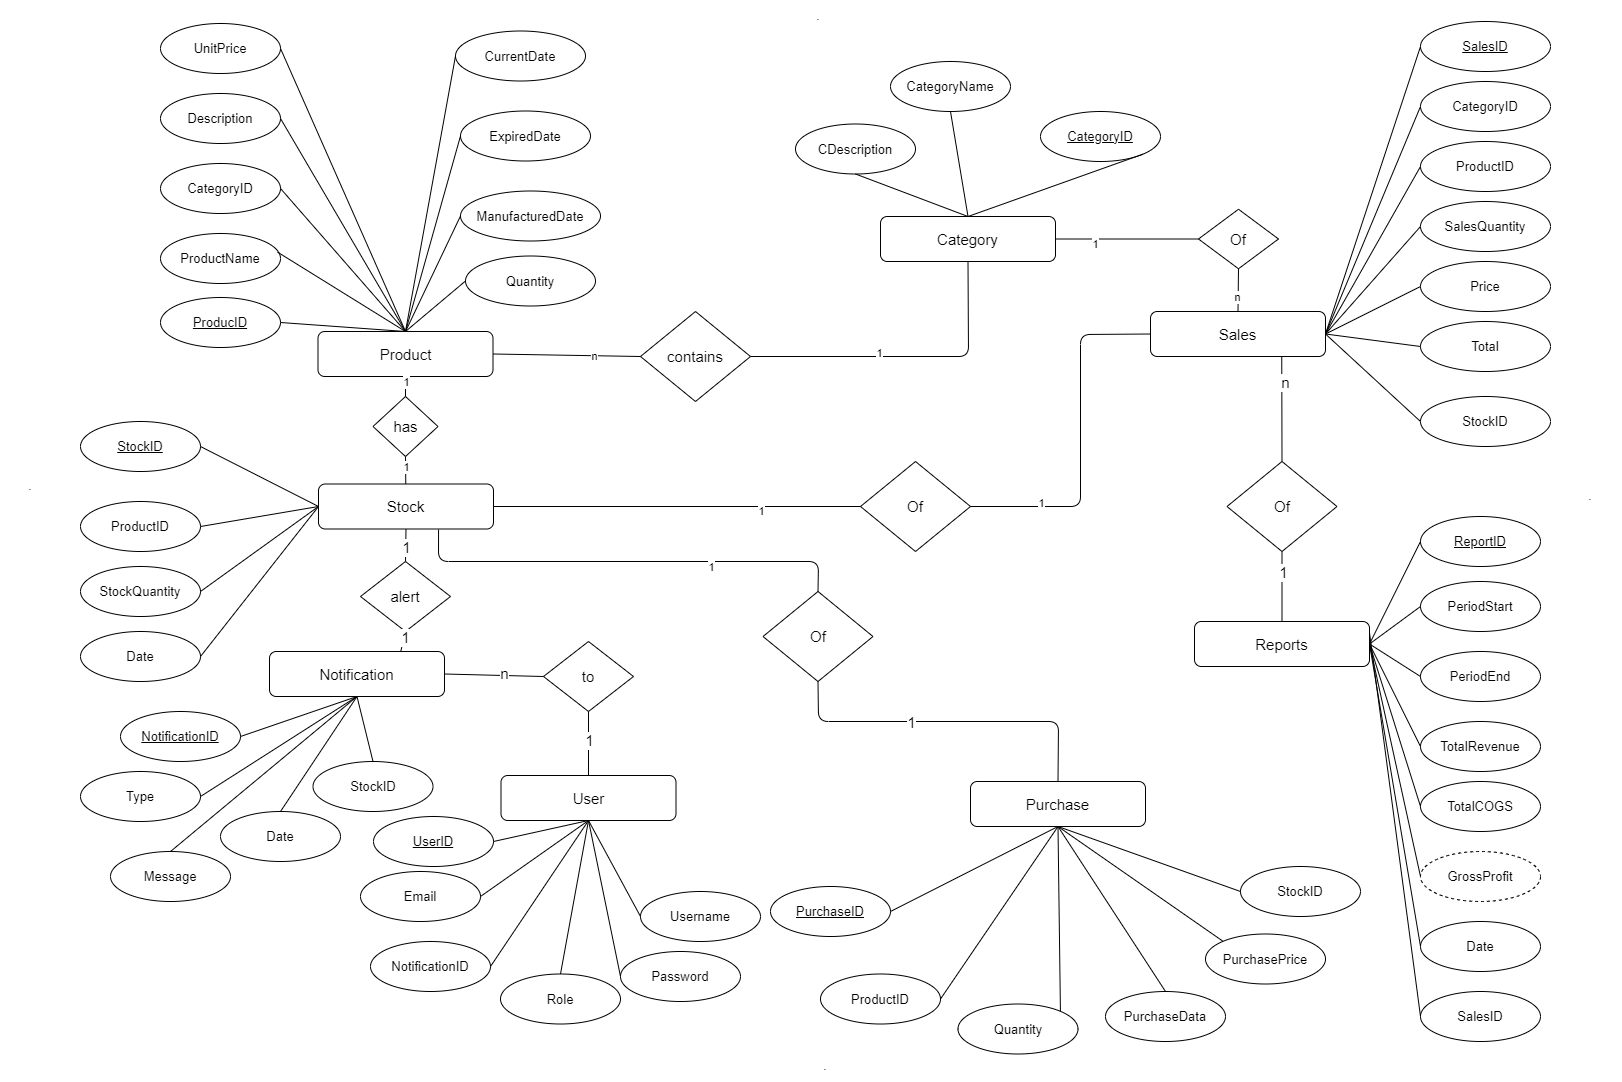 UnitPrice
Description
CategoryID
ProductName
ProducID
CurrentDate
ExpiredDate
ManufacturedDate
Quantity
Product
n
contains
1
CDescription
CategoryName
CategoryID
Category
1
Of
n
Sales
SalesID
CategoryID
ProductID
SalesQuantity
Price
Total
StockID
1
has
1
StockID
ProductID
StockQuantity
Date
Stock
1
Of
1
n
Of
1
Reports
ReportID
PeriodStart
PeriodEnd
TotalRevenue
TotalCOGS
GrossProfit
Date
SalesID
1
alert
1
1
Of
1
Notification
n
to
1
NotificationID
Type
Message
Date
StockID
User
UserID
Email
NotificationID
Role
Password
Username
Purchase
PurchaseID
ProductID
Quantity
PurchaseData
PurchasePrice
StockID